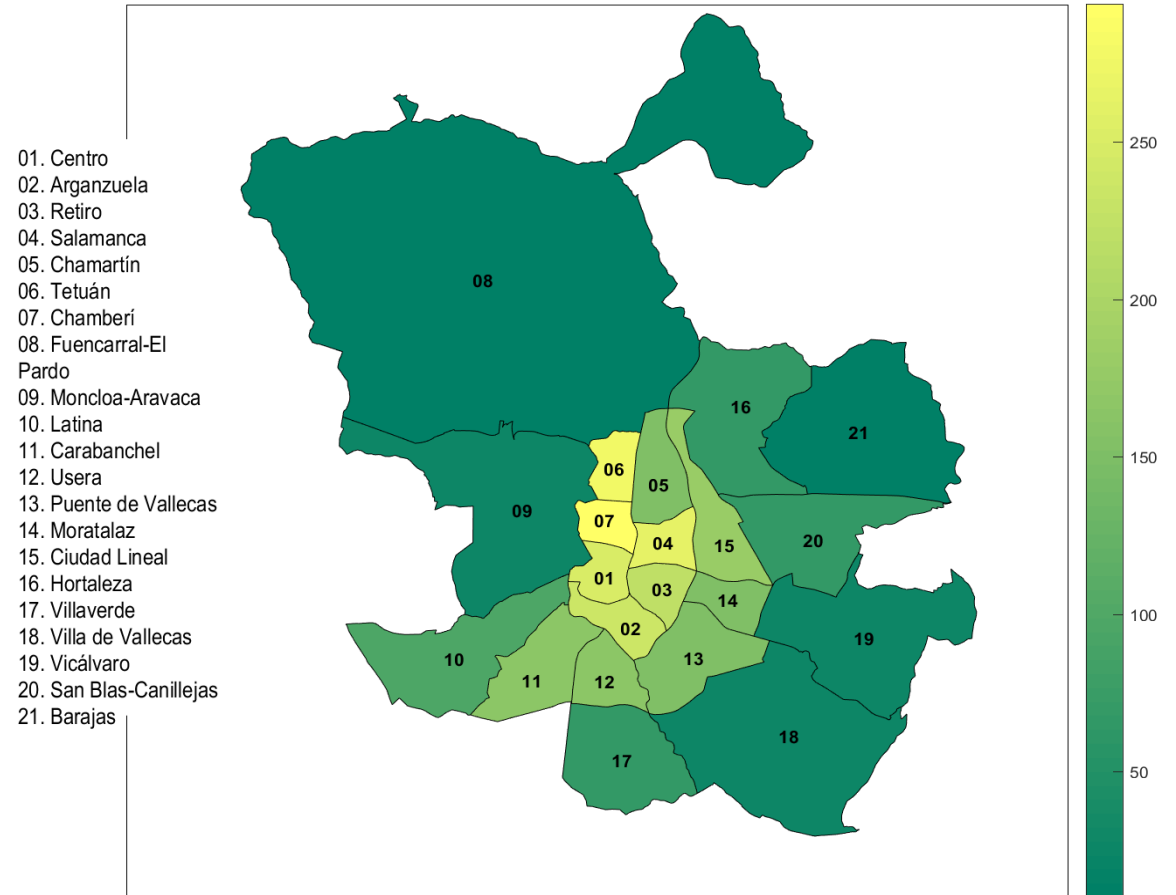 01. Centro
02. Arganzuela
03. Retiro
04. Salamanca
05. Chamartín
06. Tetuán
07. Chamberí
08. Fuencarral-El
Pardo
09. Moncloa-Aravaca
10. Latina
11. Carabanchel
12. Usera
13. Puente de Vallecas
14. Moratalaz
15. Ciudad Lineal
16. Hortaleza
17. Villaverde
18. Villa de Vallecas
19. Vicálvaro
20. San Blas-Canillejas
21. Barajas
08
16
21
06
05
09
07
04
15
20
01
03
14
02
19
10
13
11
12
18
17
250
200
150
100
50